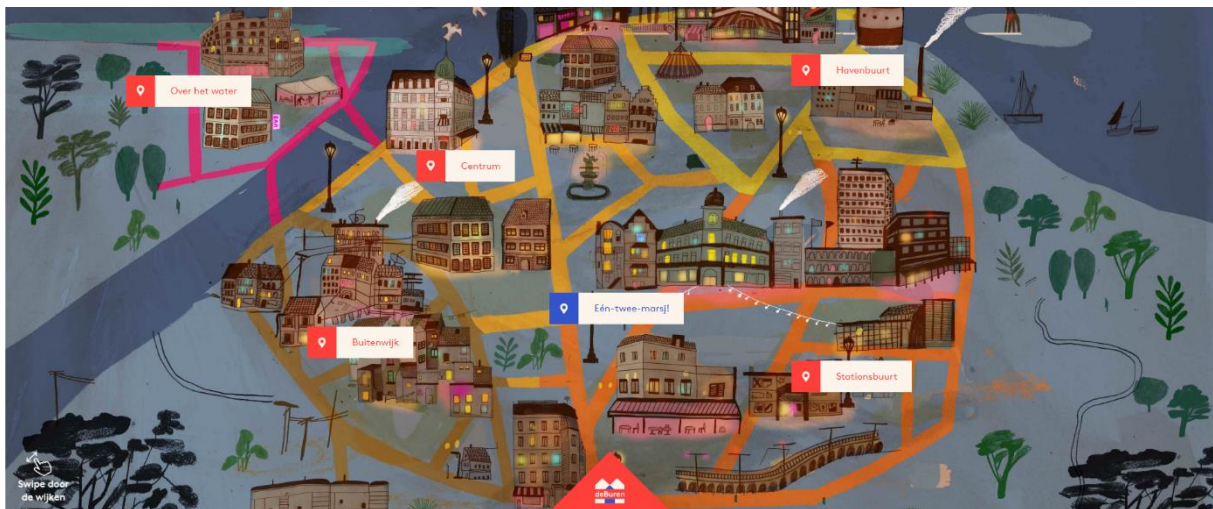 Over het water
Havenbuurt
Centrum
Eén-twee-marsj!
Buitenwijk
Stationsbuurt
Swipe door
de wijken
deBuren